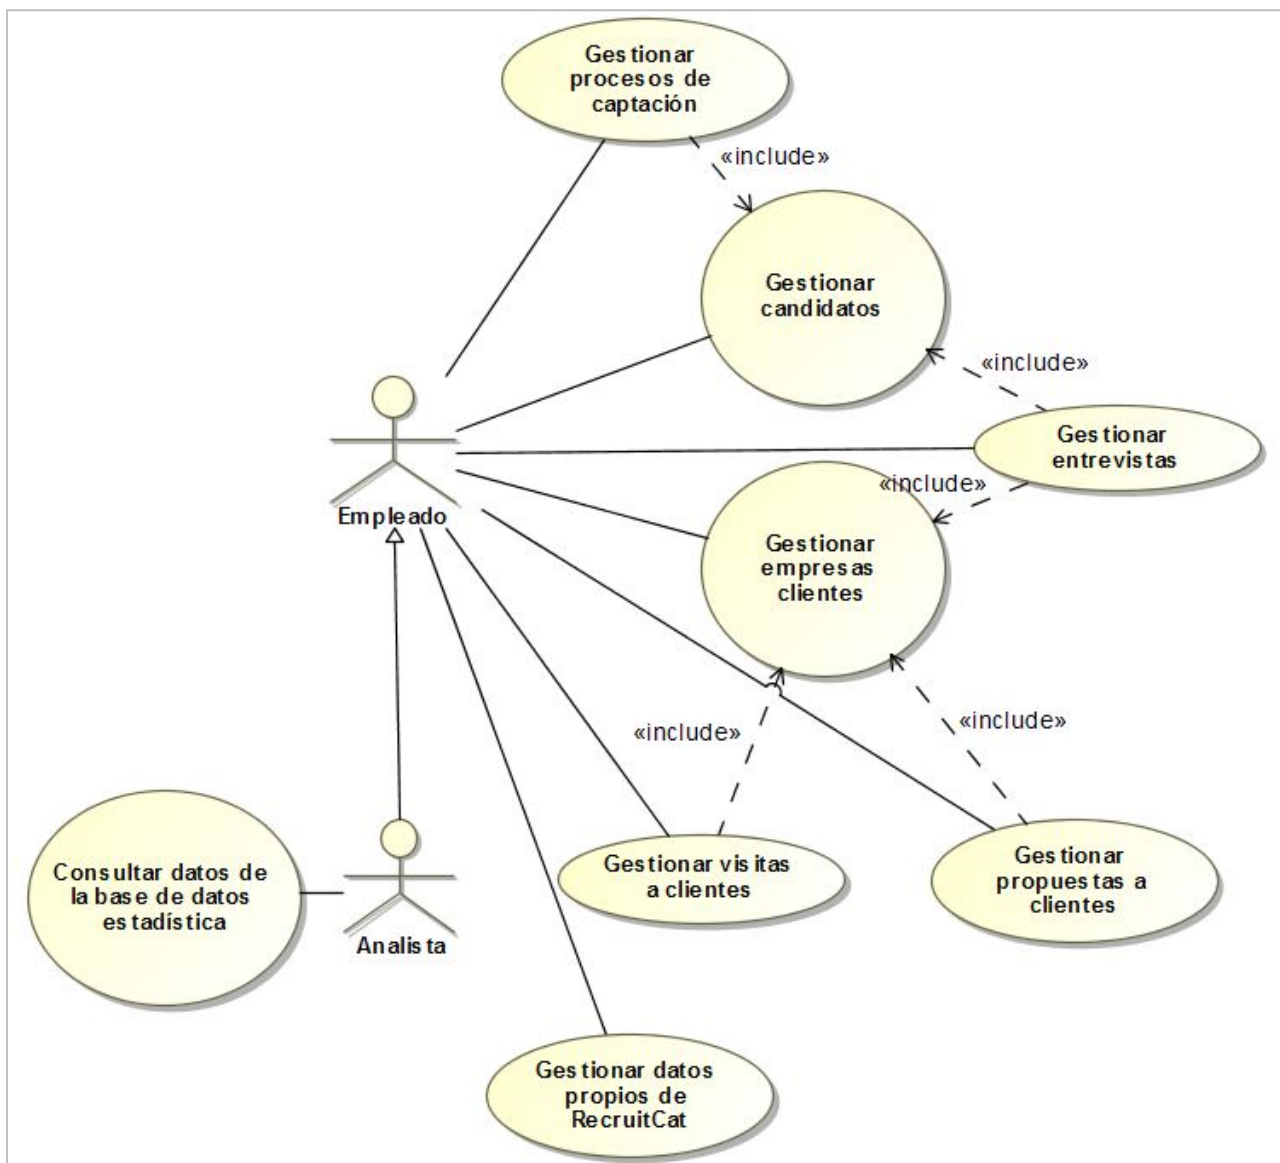 Gestionar
procesos de
captación
«include»
Gestionar
candidatos
«include»
Gestionar
entrevistas
«include»
Empleado
Gestionar
empresas
clientes
«include»
«include»
Gestionar visitas
a clientes
Gestionar
propuestas a
clientes
Consultar datos de
la base de datos
estadística
Analista
Gestionar datos
propios de
RecruitCat